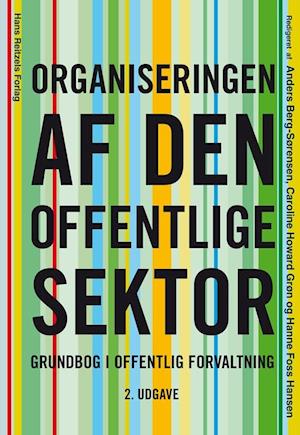 Hans Reitzels Forlag
Redigeret af Anders Berg-Sørensen, Caroline Howard Grøn og Hanne Foss Hansen
ORGANISERINGEN
AF DEN
OFFENTLIGE
SEKTOR
GRUNDBOG I OFFENTLIG FORVALTNING
2. UDGAVE